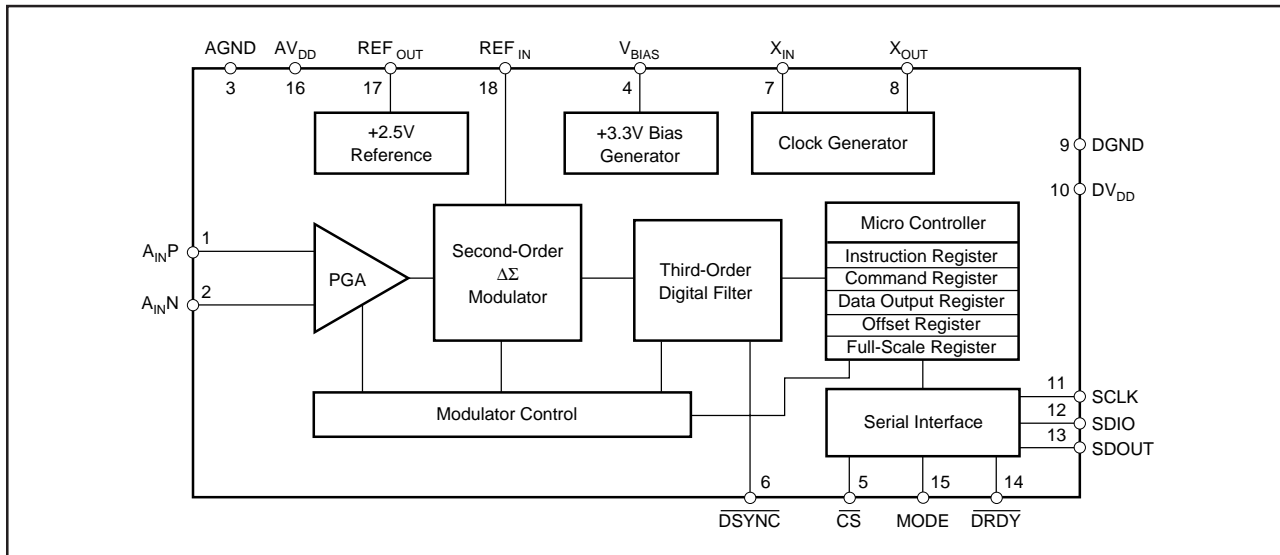 AGND AVDD REFOUT REFIN VBIAS XIN XOUT
3 16 17 18 4 7 8
+2.5V
Reference
+3.3V Bias
Generator
Clock Generator
9 DGND
10 DVDD
AINP 1
AINN 2
PGA
Second-Order
ΔΣ
Modulator
Third-Order
Digital Filter
Micro Controller
Instruction Register
Command Register
Data Output Register
Offset Register
Full-Scale Register
Modulator Control
Serial Interface
11 SCLK
12 SDIO
13 SDOUT
6 5 15 14
DSYNC CS MODE DRDY